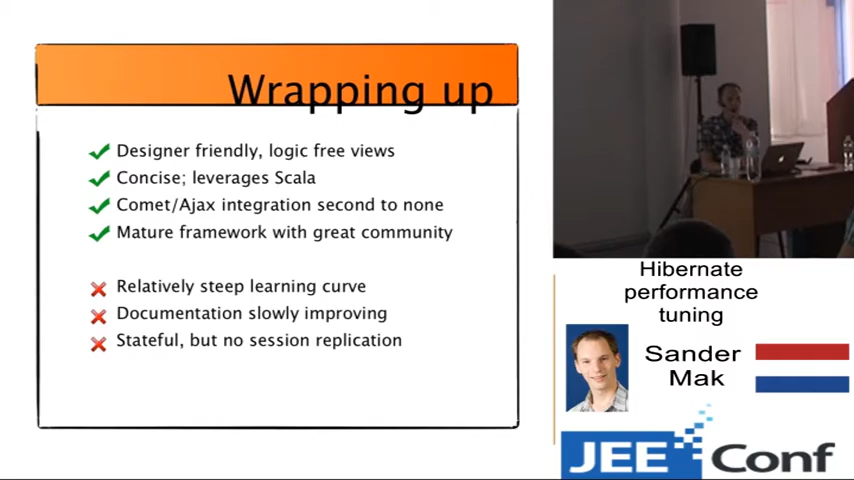 Wrapping up
Designer friendly, logic free views
Concise; leverages Scala
Comet/Ajax integration second to none
Mature framework with great community
Relatively steep learning curve
Documentation slowly improving
Stateful, but no session replication
Hibernate
performance
tuning
Sander
Mak
JEE Conf